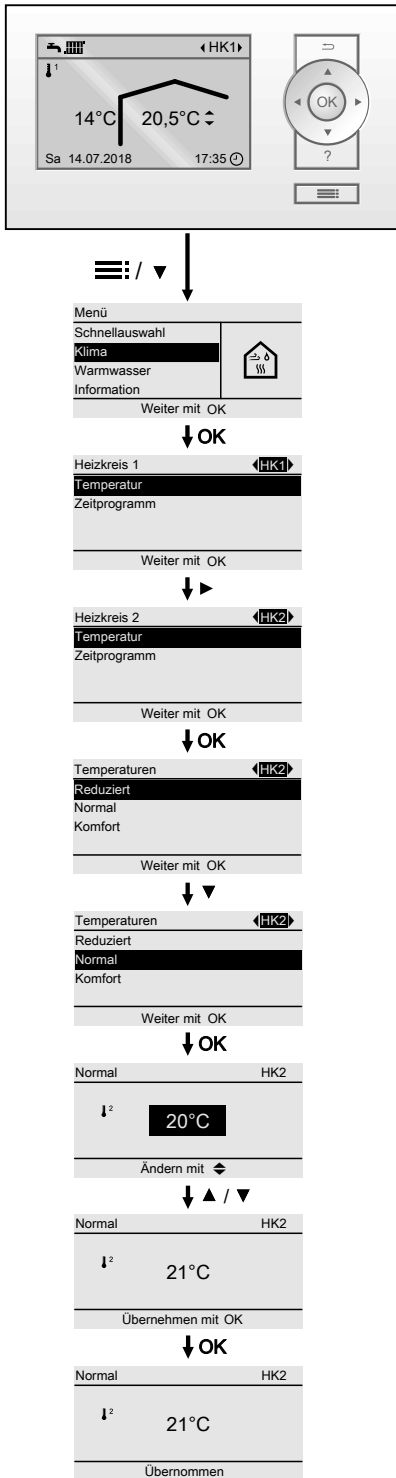 HK1
1
14°C 20,5°C
Sa 14.07.2018 17:35
OK
?
/
Menü
Schnellauswahl
Klima
Warmwasser
Information
Weiter mit OK
OK
Heizkreis 1 HK1
Temperatur
Zeitprogramm
Weiter mit OK
Heizkreis 2 HK2
Temperatur
Zeitprogramm
Weiter mit OK
OK
Temperaturen HK2
Reduziert
Normal
Komfort
Weiter mit OK
Temperaturen HK2
Reduziert
Normal
Komfort
Weiter mit OK
OK
Normal HK2
2
20°C
Ändern mit
/
Normal HK2
2
21°C
Übernehmen mit OK
OK
Normal HK2
2
21°C
Übernommen